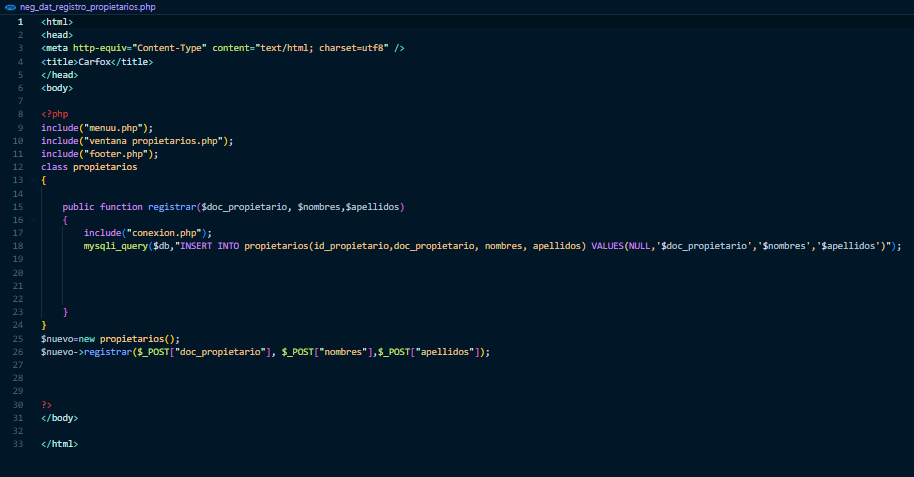 neg_dat_registro_propietarios.php
1 <html>
2 <head>
3 <meta http-equiv="Content-Type" content="text/html; charset=utf8" />
4 <title>Carfox</title>
5 </head>
6 <body>
7
8 <?php
9 include("menuu.php");
10 include("ventana propietarios.php");
11 include("footer.php");
12 class propietarios
13 {
14
15 public function registrar($doc_propietario, $nombres,$apellidos)
16 {
17 include("conexion.php");
18 mysqli_query($db,"INSERT INTO propietarios(id_propietario,doc_propietario, nombres, apellidos) VALUES(NULL,'$doc_propietario','$nombres','$apellidos')");
19
20
21
22
23 }
24 }
25 $nuevo=new propietarios();
26 $nuevo->registrar($_POST["doc_propietario"], $_POST["nombres"],$_POST["apellidos"]);
27
28
29
30 ?>
31 </body>
32
33 </html>